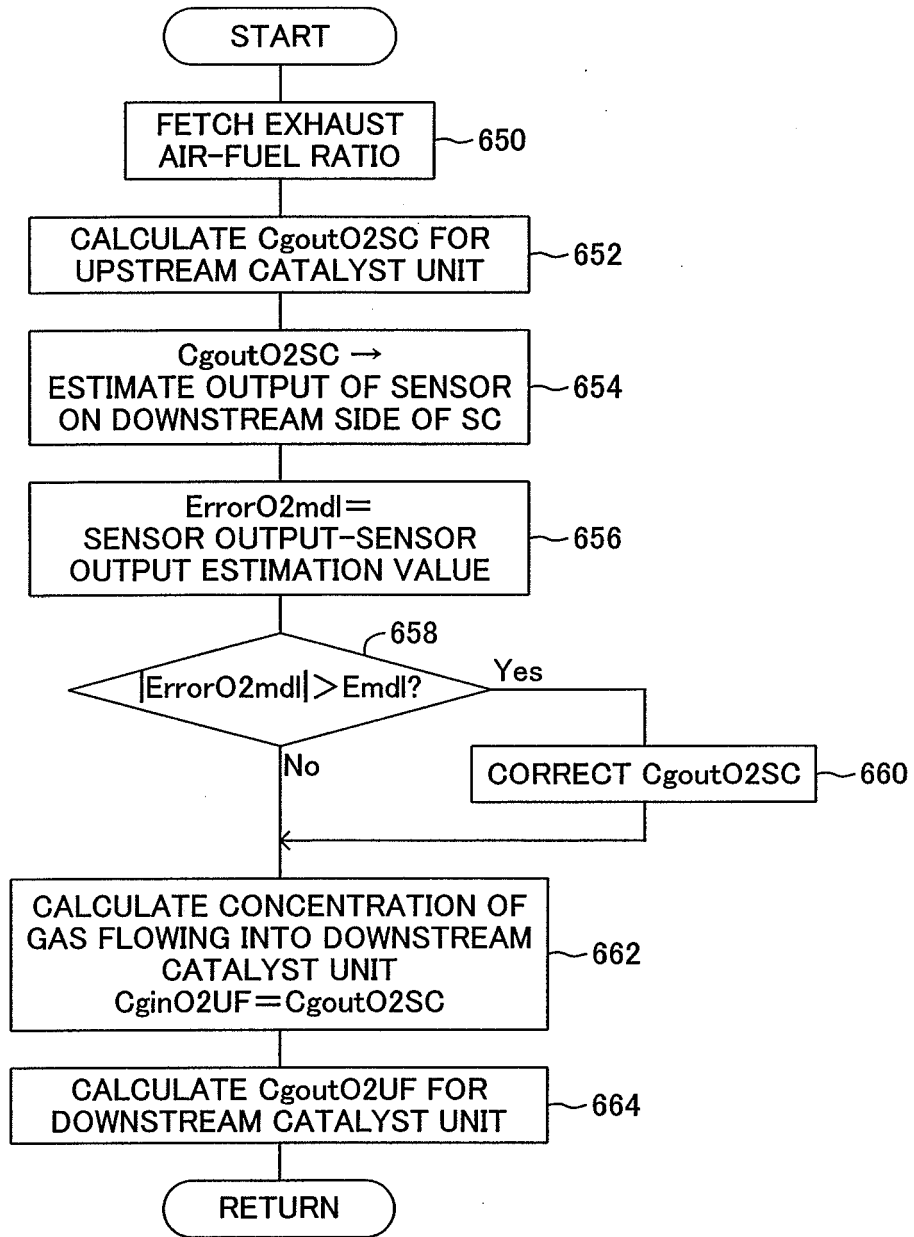 START
FETCH EXHAUST
AIR-FUEL RATIO
650
CALCULATE CgoutO2SC FOR
UPSTREAM CATALYST UNIT
652
CgoutO2SC →
ESTIMATE OUTPUT OF SENSOR
ON DOWNSTREAM SIDE OF SC
654
ErrorO2mdl=
SENSOR OUTPUT-SENSOR
OUTPUT ESTIMATION VALUE
656
658
|ErrorO2mdl|>Emdl?
Yes
No
CORRECT CgoutO2SC
660
CALCULATE CONCENTRATION OF
GAS FLOWING INTO DOWNSTREAM
CATALYST UNIT
CginO2UF=CgoutO2SC
662
CALCULATE CgoutO2UF FOR
DOWNSTREAM CATALYST UNIT
664
RETURN